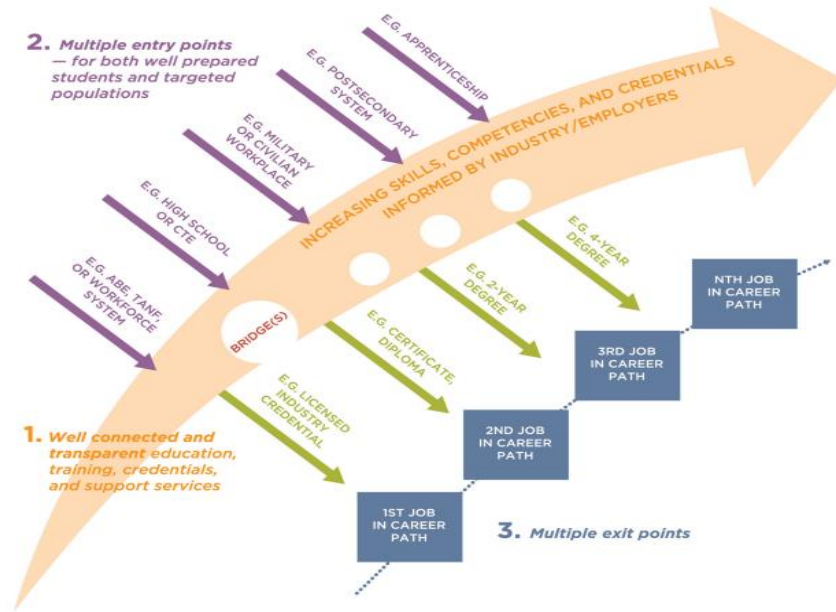 2. Multiple entry points
— for both well prepared
students and targeted
populations
E.G. APPRENTICESHIP
E.G. POSTSECONDARY
SYSTEM
E.G. MILITARY
OR CIVILIAN
WORKPLACE
E.G. HIGH SCHOOL
OR CTE
E.G. ABE, TANF,
OR WORKFORCE
SYSTEM
INCREASING SKILLS, COMPETENCIES, AND CREDENTIALS
INFORMED BY INDUSTRY/EMPLOYERS
BRIDGE(S)
E.G. 4-YEAR
DEGREE
E.G. 2-YEAR
DEGREE
E.G. CERTIFICATE,
DIPLOMA
E.G. LICENSED
INDUSTRY
CREDENTIAL
NTH JOB
IN CAREER
PATH
3RD JOB
IN CAREER
PATH
2ND JOB
IN CAREER
PATH
1ST JOB
IN CAREER
PATH
1. Well connected and
transparent education,
training, credentials,
and support services
3. Multiple exit points